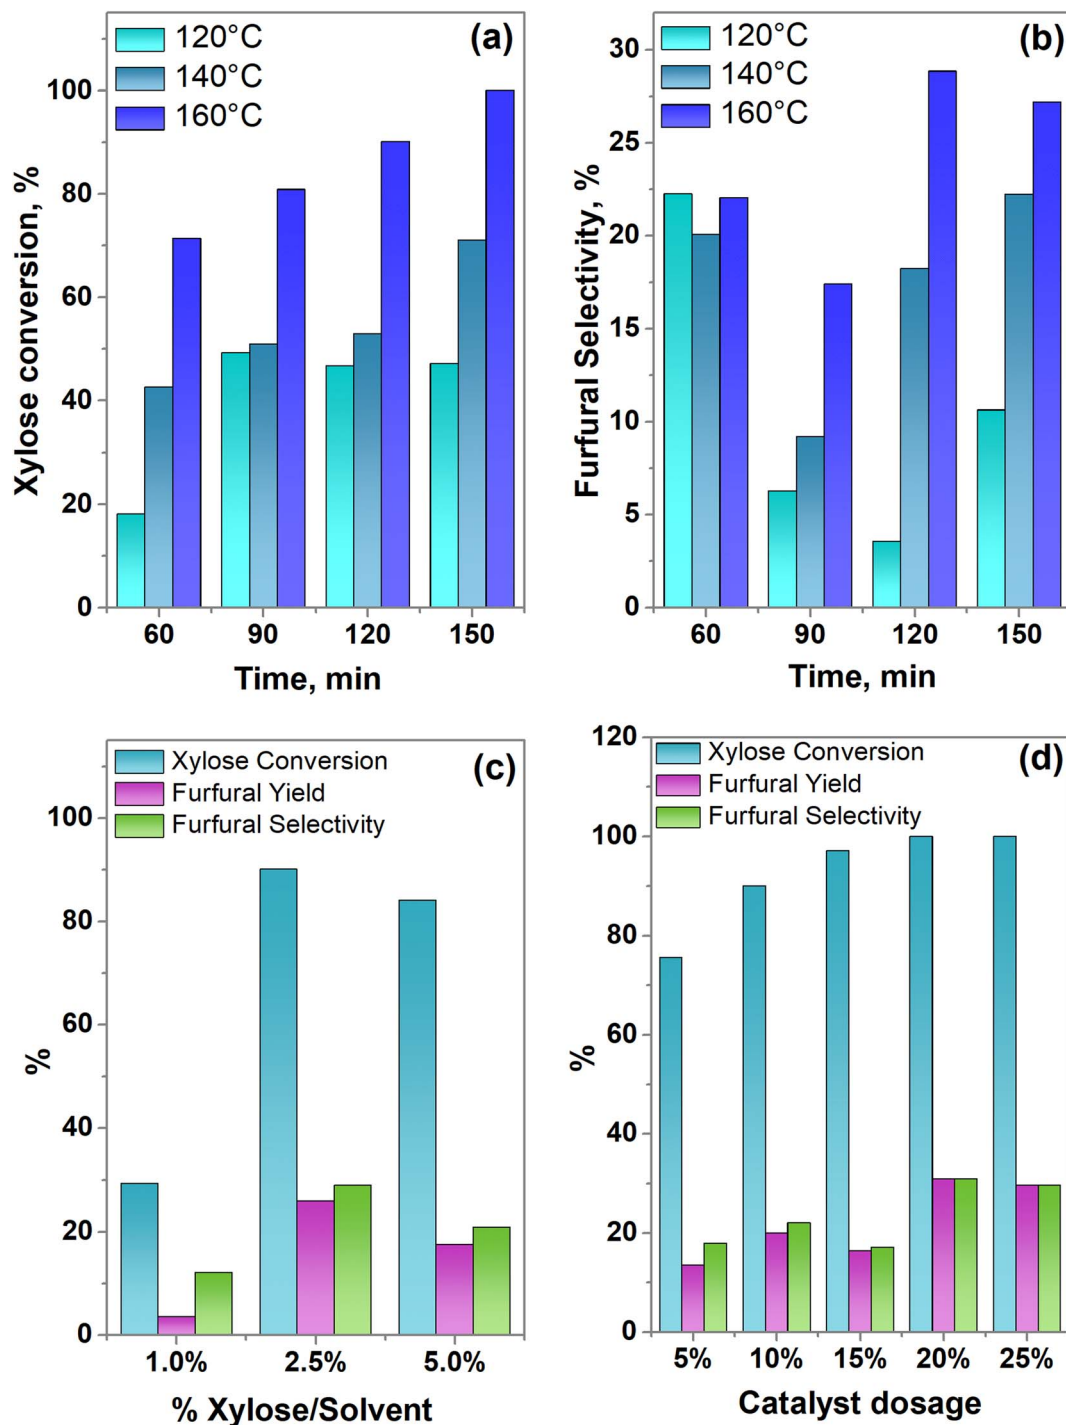 (a)
120°C
140°C
160°C
100
80
60
40
20
0
Xylose conversion, %
60 90 120 150
Time, min
(b)
120°C
140°C
160°C
30
25
20
15
10
5
0
Furfural Selectivity, %
60 90 120 150
Time, min
(c)
Xylose Conversion
Furfural Yield
Furfural Selectivity
100
80
60
40
20
0
%
1.0% 2.5% 5.0%
% Xylose/Solvent
(d)
Xylose Conversion
Furfural Yield
Furfural Selectivity
120
100
80
60
40
20
0
%
5% 10% 15% 20% 25%
Catalyst dosage